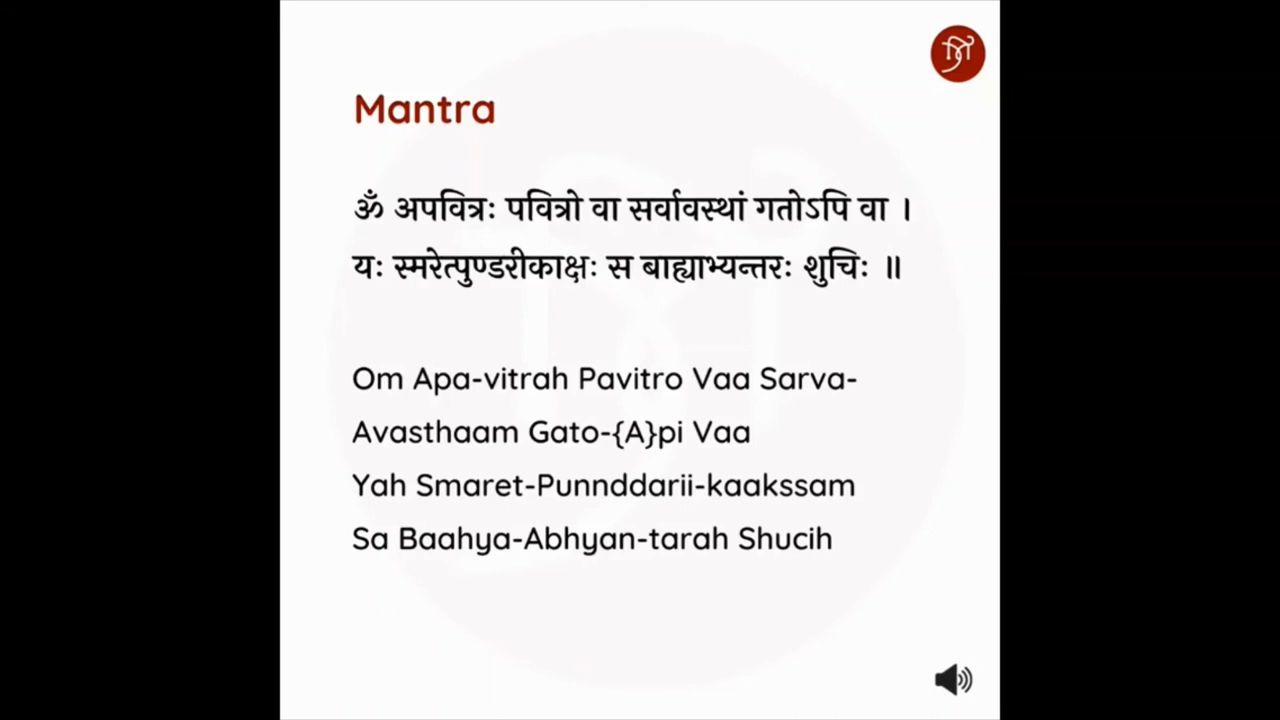 Mantra
ॐ अपवित्रः पवित्रो वा सर्वावस्थां गतोऽपि वा ।
यः स्मरेत्पुण्डरीकाक्षः स बाह्याभ्यन्तरः शुचिः ॥
Om Apa-vitrah Pavitro Vaa Sarva-
Avasthaam Gato-{A}pi Vaa
Yah Smaret-Punnddarii-kaakssam
Sa Baahya-Abhyan-tarah Shucih